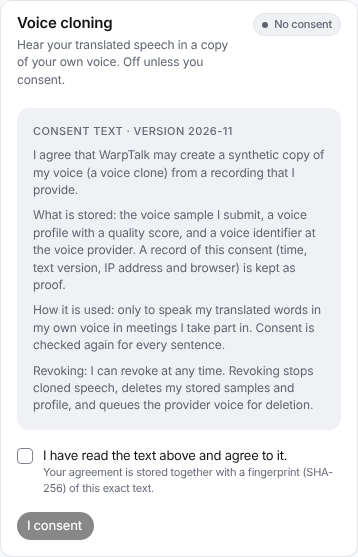 Voice cloning
No consent
Hear your translated speech in a copy
of your own voice. Off unless you
consent.
CONSENT TEXT · VERSION 2026-11
I agree that WarpTalk may create a synthetic copy of
my voice (a voice clone) from a recording that I
provide.
What is stored: the voice sample I submit, a voice
profile with a quality score, and a voice identifier at
the voice provider. A record of this consent (time,
text version, IP address and browser) is kept as
proof.
How it is used: only to speak my translated words in
my own voice in meetings I take part in. Consent is
checked again for every sentence.
Revoking: I can revoke at any time. Revoking stops
cloned speech, deletes my stored samples and
profile, and queues the provider voice for deletion.
I have read the text above and agree to it.
Your agreement is stored together with a fingerprint (SHA-
256) of this exact text.
I consent